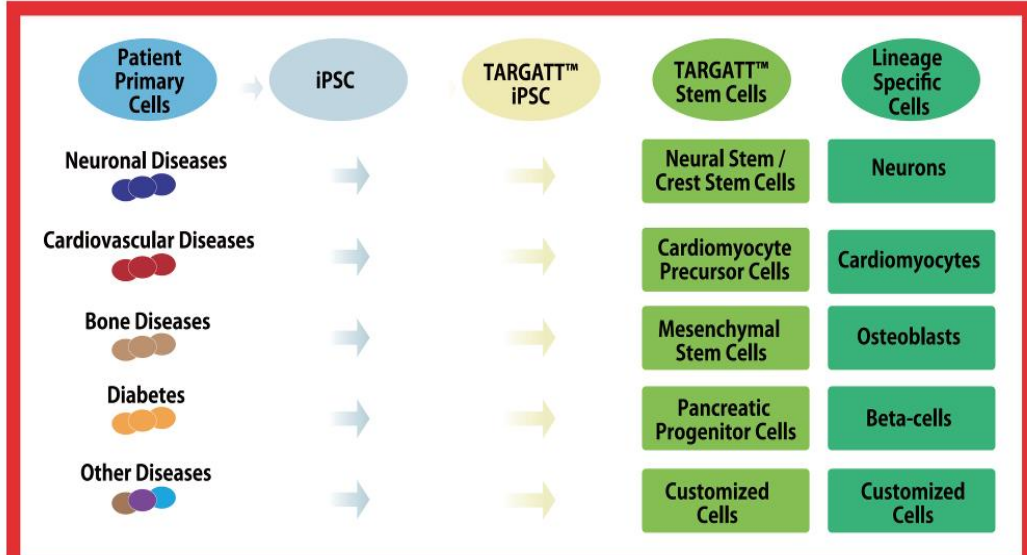 Patient
Primary
Cells
iPSC
TARGATT™
iPSC
TARGATT™
Stem Cells
Lineage
Specific
Cells
Neuronal Diseases
Neural Stem /
Crest Stem Cells
Neurons
Cardiovascular Diseases
Cardiomyocyte
Precursor Cells
Cardiomyocytes
Bone Diseases
Mesenchymal
Stem Cells
Osteoblasts
Diabetes
Pancreatic
Progenitor Cells
Beta-cells
Other Diseases
Customized
Cells
Customized
Cells